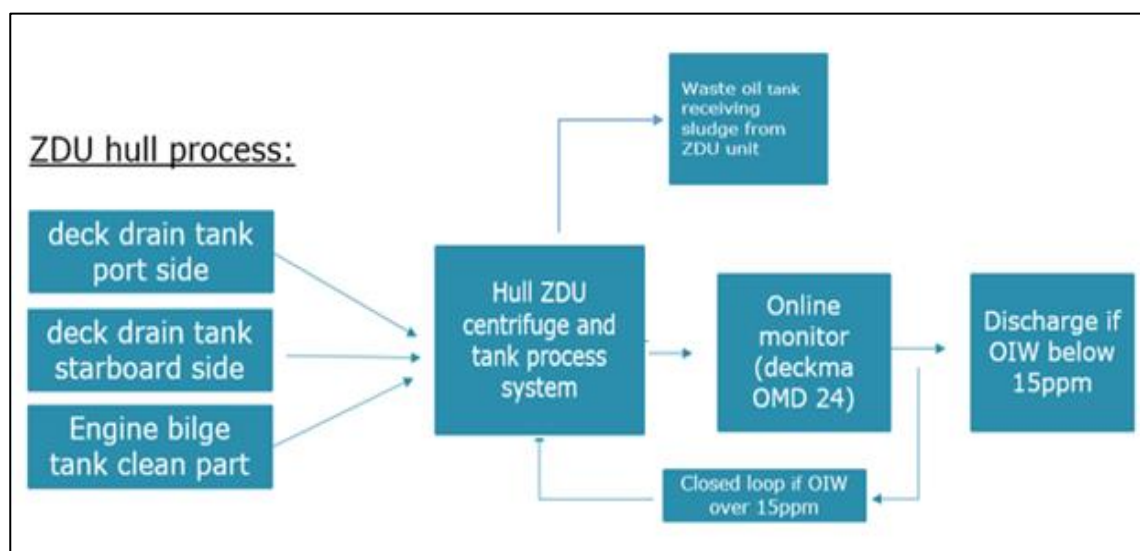 ZDU hull process:
deck drain tank
port side
deck drain tank
starboard side
Engine bilge
tank clean part
Hull ZDU
centrifuge and
tank process
system
Waste oil tank
receiving
sludge from
ZDU unit
Online
monitor
(deckma
OMD 24)
Discharge if
OIW below
15ppm
Closed loop if OIW
over 15ppm